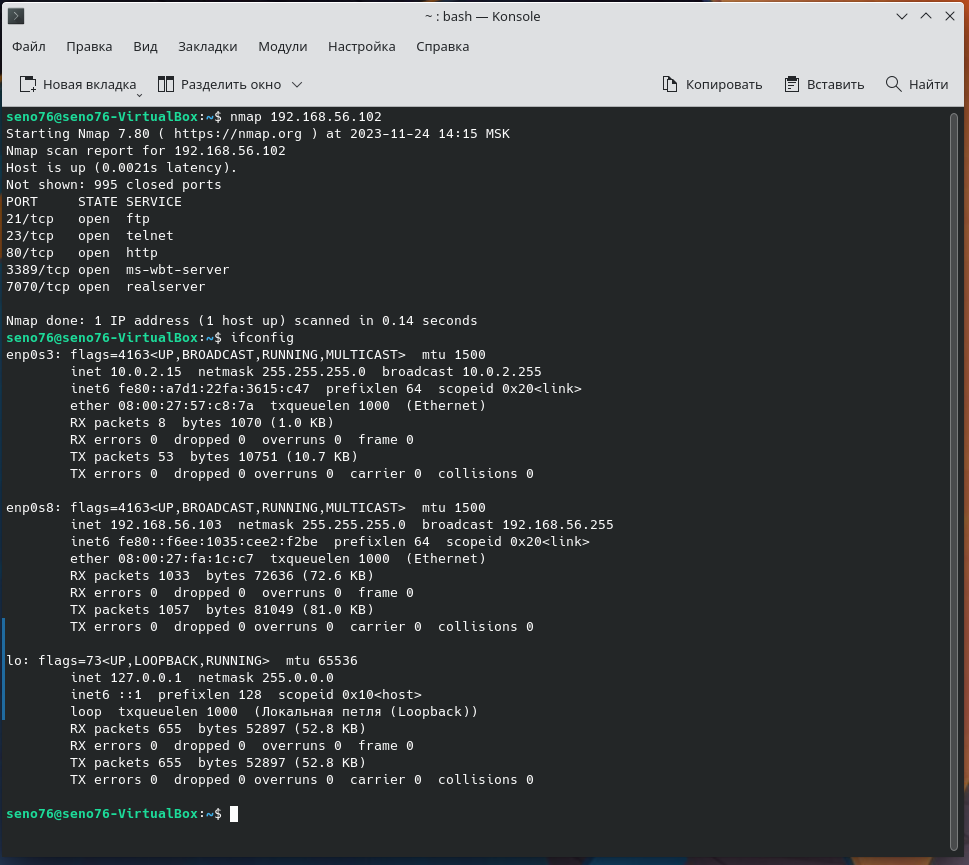 ~ : bash — Konsole
Файл Правка Вид Закладки Модули Настройка Справка
Новая вкладка Разделить окно Копировать Вставить Найти
seno76@seno76-VirtualBox:~$ nmap 192.168.56.102
Starting Nmap 7.80 ( https://nmap.org ) at 2023-11-24 14:15 MSK
Nmap scan report for 192.168.56.102
Host is up (0.0021s latency).
Not shown: 995 closed ports
PORT     STATE SERVICE
21/tcp   open  ftp
23/tcp   open  telnet
80/tcp   open  http
3389/tcp open  ms-wbt-server
7070/tcp open  realserver

Nmap done: 1 IP address (1 host up) scanned in 0.14 seconds
seno76@seno76-VirtualBox:~$ ifconfig
enp0s3: flags=4163<UP,BROADCAST,RUNNING,MULTICAST>  mtu 1500
        inet 10.0.2.15  netmask 255.255.255.0  broadcast 10.0.2.255
        inet6 fe80::a7d1:22fa:3615:c47  prefixlen 64  scopeid 0x20<link>
        ether 08:00:27:57:c8:7a  txqueuelen 1000  (Ethernet)
        RX packets 8  bytes 1070 (1.0 KB)
        RX errors 0  dropped 0  overruns 0  frame 0
        TX packets 53  bytes 10751 (10.7 KB)
        TX errors 0  dropped 0 overruns 0  carrier 0  collisions 0

enp0s8: flags=4163<UP,BROADCAST,RUNNING,MULTICAST>  mtu 1500
        inet 192.168.56.103  netmask 255.255.255.0  broadcast 192.168.56.255
        inet6 fe80::f6ee:1035:cee2:f2be  prefixlen 64  scopeid 0x20<link>
        ether 08:00:27:fa:1c:c7  txqueuelen 1000  (Ethernet)
        RX packets 1033  bytes 72636 (72.6 KB)
        RX errors 0  dropped 0  overruns 0  frame 0
        TX packets 1057  bytes 81049 (81.0 KB)
        TX errors 0  dropped 0 overruns 0  carrier 0  collisions 0

lo: flags=73<UP,LOOPBACK,RUNNING>  mtu 65536
        inet 127.0.0.1  netmask 255.0.0.0
        inet6 ::1  prefixlen 128  scopeid 0x10<host>
        loop  txqueuelen 1000  (Локальная петля (Loopback))
        RX packets 655  bytes 52897 (52.8 KB)
        RX errors 0  dropped 0  overruns 0  frame 0
        TX packets 655  bytes 52897 (52.8 KB)
        TX errors 0  dropped 0 overruns 0  carrier 0  collisions 0

seno76@seno76-VirtualBox:~$